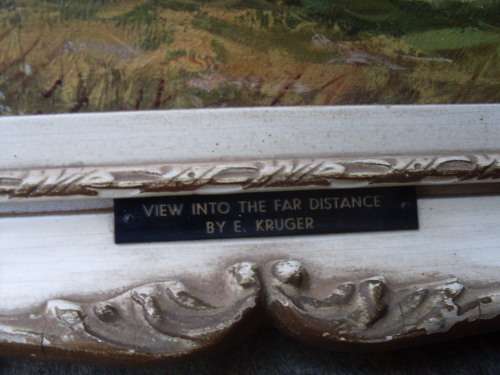 VIEW INTO THE FAR DISTANCE
BY E. KRUGER